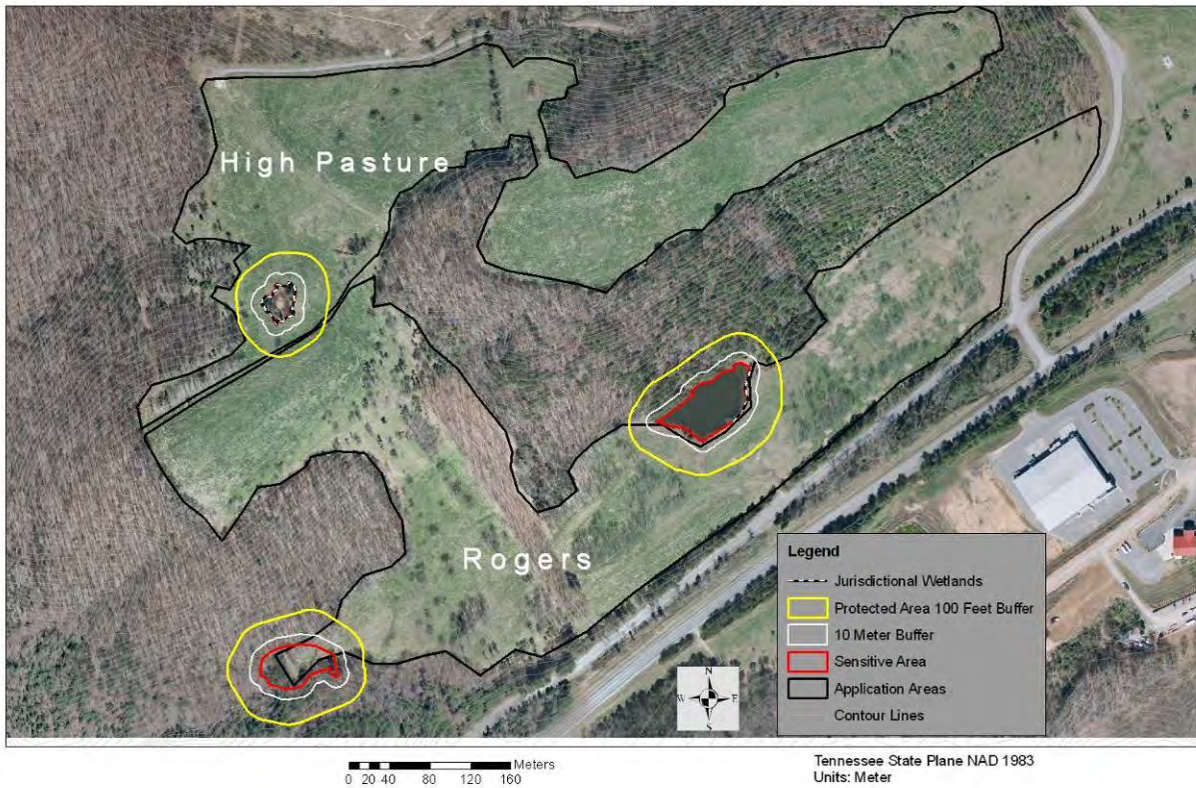 High Pasture
Rogers
Legend
Jurisdictional Wetlands
Protected Area 100 Feet Buffer
10 Meter Buffer
Sensitive Area
Application Areas
Contour Lines
N
W E
S
Meters
0 20 40 80 120 160
Tennessee State Plane NAD 1983
Units: Meter